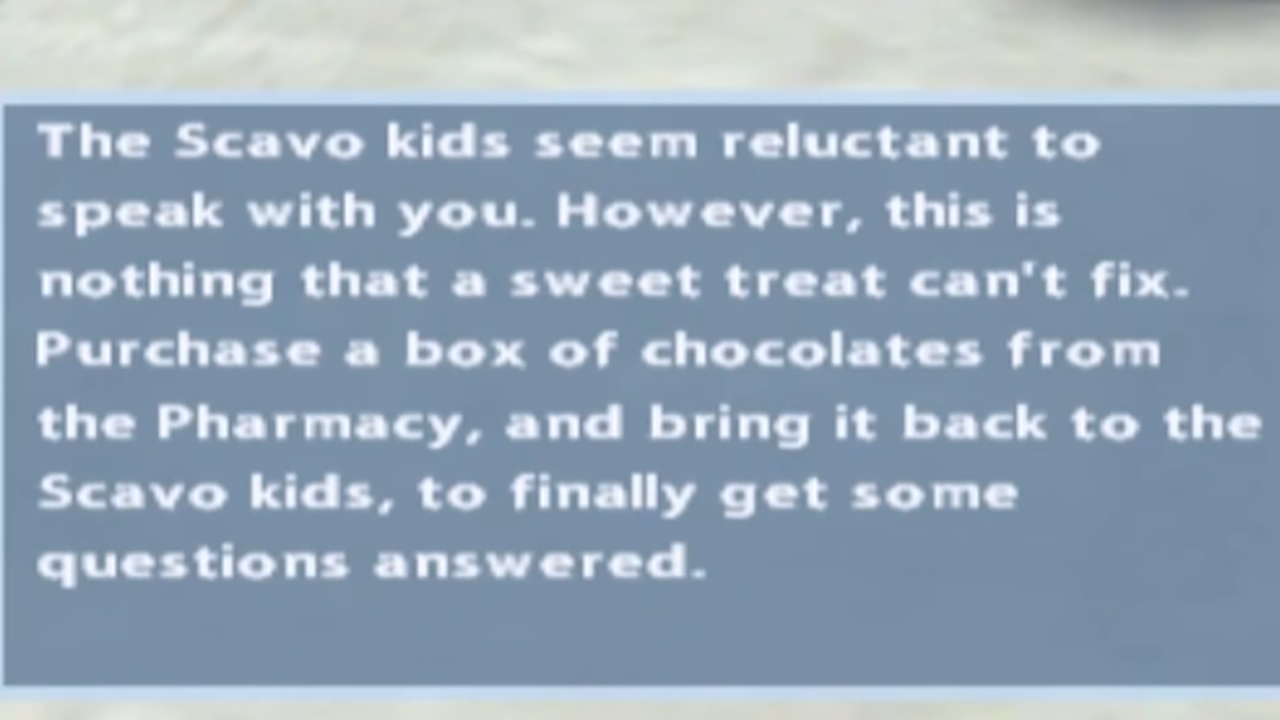 The Scavo kids seem reluctant to
speak with you. However, this is
nothing that a sweet treat can't fix.
Purchase a box of chocolates from
the Pharmacy, and bring it back to the
Scavo kids, to finally get some
questions answered.